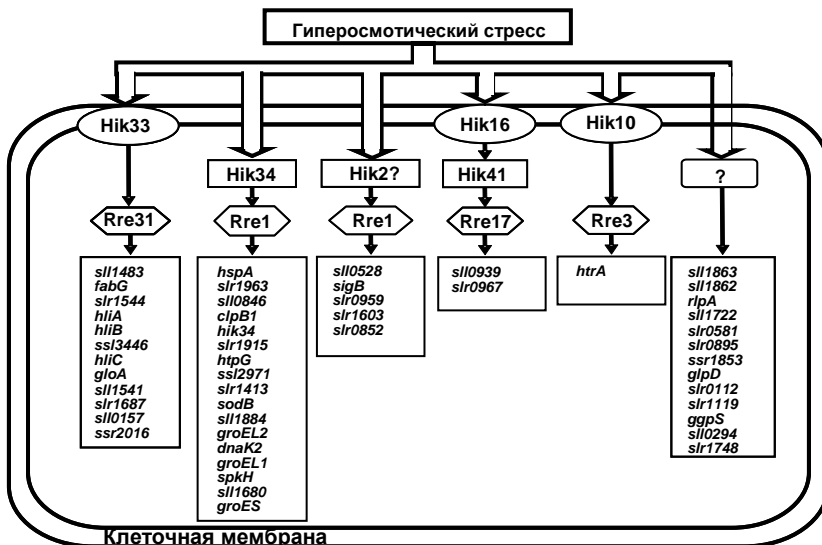 Гиперосмотический стресс
Hik33
Hik16
Hik10
Hik34
Hik2?
Hik41
?
Rre31
Rre1
Rre1
Rre17
Rre3
sll1483
fabG
slr1544
hliA
hliB
ssl3446
hliC
gloA
sll1541
slr1687
sll0157
ssr2016
hspA
slr1963
sll0846
clpB1
hik34
slr1915
htpG
ssl2971
slr1413
sodB
sll1884
groEL2
dnaK2
groEL1
spkH
sll1680
groES
sll0528
sigB
slr0959
slr1603
slr0852
sll0939
slr0967
htrA
sll1863
sll1862
rlpA
sll1722
slr0581
slr0895
ssr1853
glpD
slr0112
slr1119
ggpS
sll0294
slr1748
Клеточная мембрана